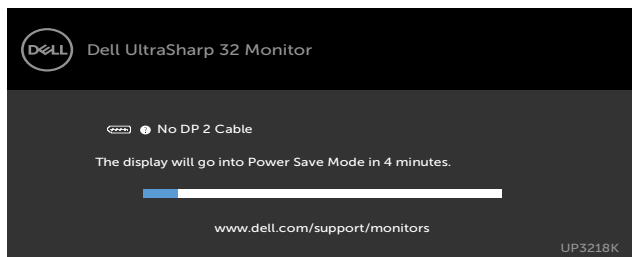 DELL
Dell UltraSharp 32 Monitor
? No DP 2 Cable
The display will go into Power Save Mode in 4 minutes.
www.dell.com/support/monitors
UP3218K